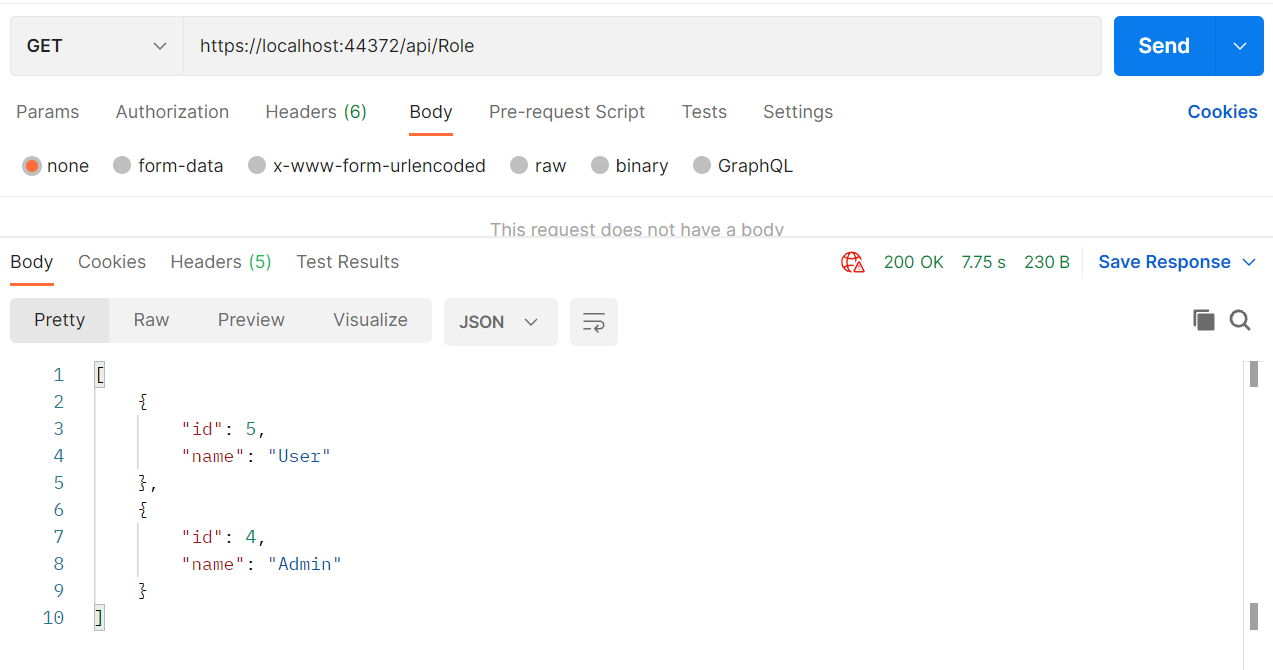 GET https://localhost:44372/api/Role Send
Params Authorization Headers (6) Body Pre-request Script Tests Settings Cookies
none form-data x-www-form-urlencoded raw binary GraphQL
This request does not have a body
Body Cookies Headers (5) Test Results 200 OK 7.75 s 230 B Save Response
Pretty Raw Preview Visualize JSON
1 [
2 {
3 "id": 5,
4 "name": "User"
5 },
6 {
7 "id": 4,
8 "name": "Admin"
9 }
10 ]